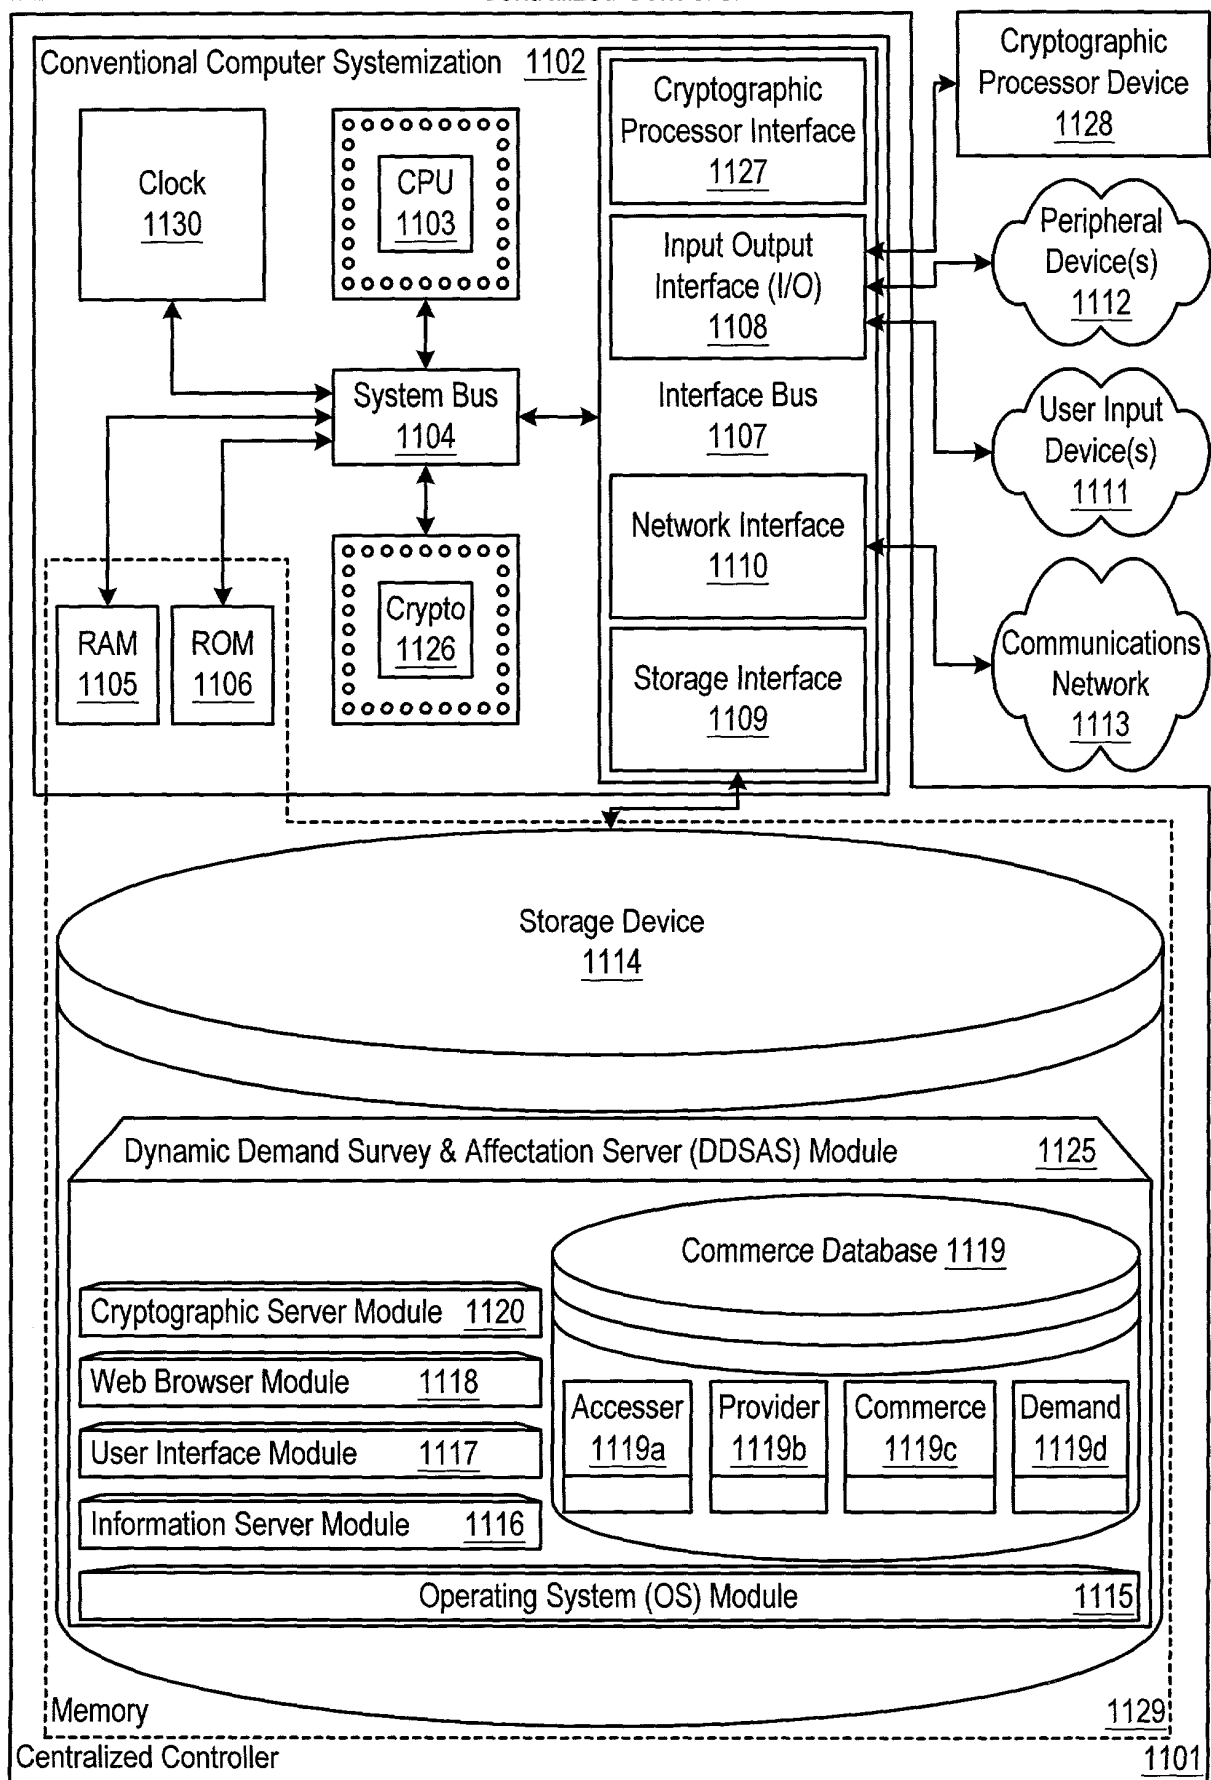 Conventional Computer Systemization 1102
Clock
1130
CPU
1103
System Bus
1104
RAM
1105
ROM
1106
Crypto
1126
Cryptographic
Processor Interface
1127
Input Output
Interface (I/O)
1108
Interface Bus
1107
Network Interface
1110
Storage Interface
1109
Cryptographic
Processor Device
1128
Peripheral
Device(s)
1112
User Input
Device(s)
1111
Communications
Network
1113
Storage Device
1114
Dynamic Demand Survey & Affectation Server (DDSAS) Module 1125
Commerce Database 1119
Cryptographic Server Module 1120
Web Browser Module 1118
User Interface Module 1117
Information Server Module 1116
Accesser
1119a
Provider
1119b
Commerce
1119c
Demand
1119d
Operating System (OS) Module 1115
Memory 1129
Centralized Controller 1101